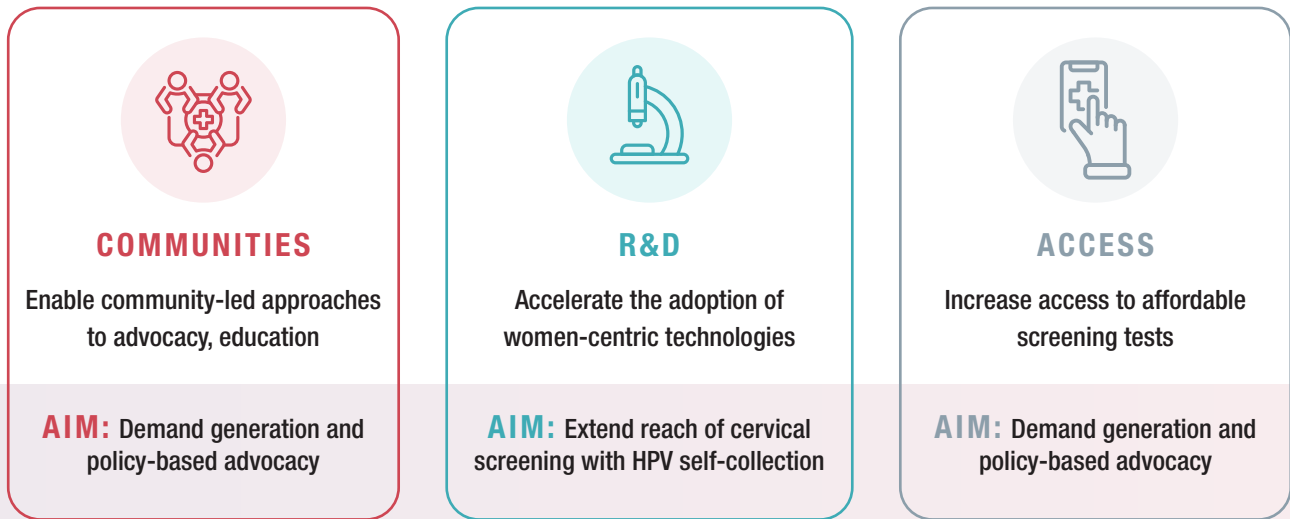 COMMUNITIES
Enable community-led approaches
to advocacy, education
AIM: Demand generation and
policy-based advocacy
R&D
Accelerate the adoption of
women-centric technologies
AIM: Extend reach of cervical
screening with HPV self-collection
ACCESS
Increase access to affordable
screening tests
AIM: Demand generation and
policy-based advocacy